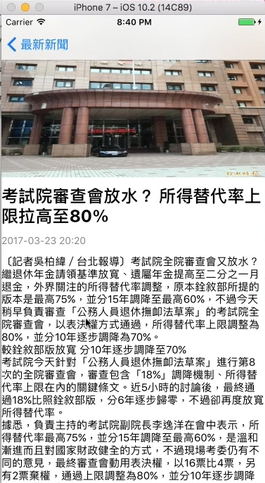 iPhone 7 – iOS 10.2 (14C89)
Carrier
8:40 PM
最新新聞
考試院審查會放水？ 所得替代率上
限拉高至80%
2017-03-23 20:20
〔記者吳柏緯／台北報導〕考試院全院審查會又放水？
繼退休年金請領基準放寬、遺屬年金提高至二分之一月
退金，外界關注的所得替代率調整，原本銓敘部所提的
版本是最高75%，並分15年調降至最高60%，不過今天
稍早負責審查「公務人員退休撫卹法草案」的考試院全
院審查會，以表決方式通過，所得替代率上限調整為
80%，並分10年逐步調降為70%。
較銓敘部版放寬 分10年逐步調降至70%
考試院今天針對「公務人員退休撫卹法草案」進行第8
次的全院審查會，審查包含「18%」調降機制、所得替
代率上限在內的關鍵條文。近5小時的討論後，最終通
過18%比照銓敘部版，分6年逐步歸零，不過卻再度放寬
所得替代率。
據悉，負責主持的考試院副院長李逸洋在會中表示，所
得替代率最高75%，並分15年調降至最高60%，是溫和
漸進而且對國家財政健全的方式，不過現場考委仍有不
同的意見，最終審查會動用表決權，以16票比4票，另
有2票棄權，通過上限調整為80%，並分10年逐步調降